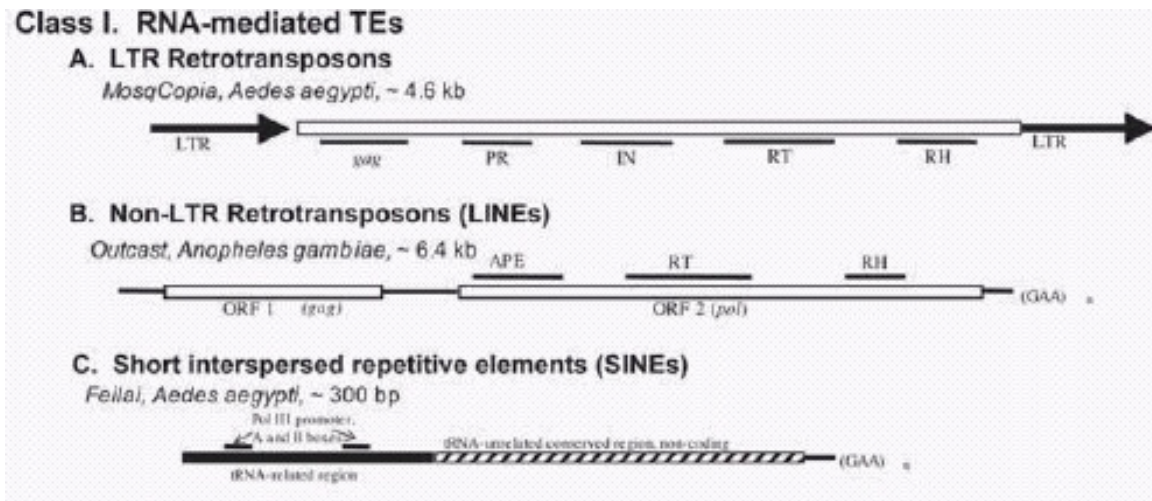 Class I. RNA-mediated TEs
A. LTR Retrotransposons
MosqCopia, Aedes aegypti, ~ 4.6 kb
LTR
gag
PR
IN
RT
RH
LTR
B. Non-LTR Retrotransposons (LINEs)
Outcast, Anopheles gambiae, ~ 6.4 kb
APE
RT
RH
ORF 1 (gag)
ORF 2 (pol)
(GAA) n
C. Short interspersed repetitive elements (SINEs)
Feilai, Aedes aegypti, ~ 300 bp
Pol III promoter,
A and B boxes
tRNA-unrelated conserved region, non-coding
tRNA-related region
(GAA) n